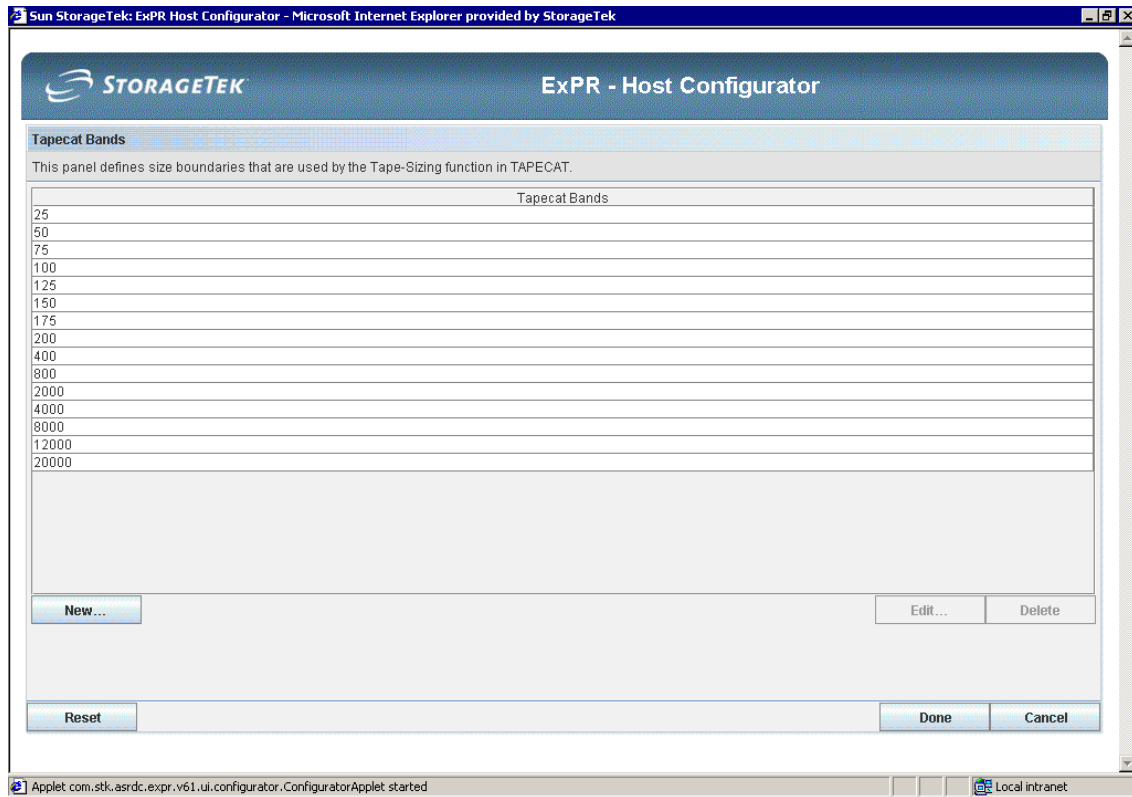 Sun StorageTek: ExPR Host Configurator - Microsoft Internet Explorer provided by StorageTek
STORAGETEK
ExPR - Host Configurator
Tapecat Bands
This panel defines size boundaries that are used by the Tape-Sizing function in TAPECAT.
Tapecat Bands
25
50
75
100
125
150
175
200
400
800
2000
4000
8000
12000
20000
New... Edit... Delete
Reset Done Cancel
Applet com.stk.asrdc.expr.v61.ui.configurator.ConfiguratorApplet started Local intranet